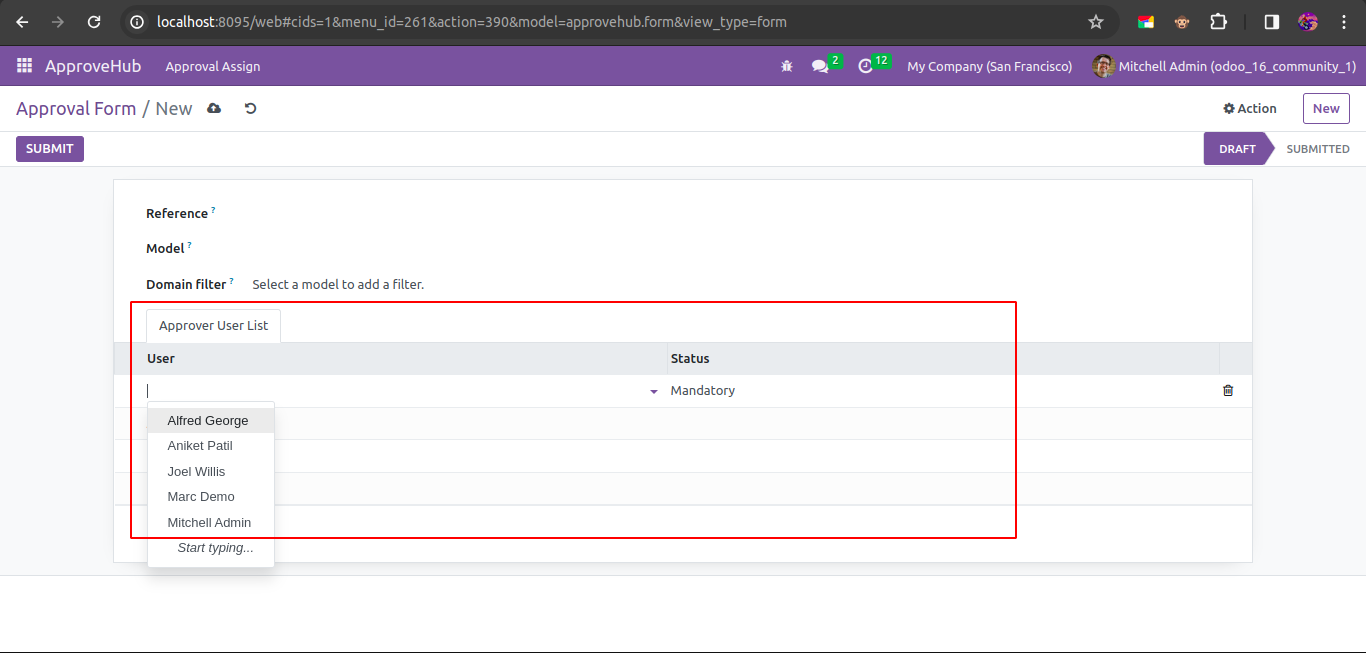 localhost:8095/web#cids=1&menu_id=261&action=390&model=approvehub.form&view_type=form
ApproveHub Approval Assign 2 12 My Company (San Francisco) Mitchell Admin (odoo_16_community_1)
Approval Form / New Action New
SUBMIT DRAFT SUBMITTED
Reference ?
Model ?
Domain filter ? Select a model to add a filter.
Approver User List
User Status
Mandatory
Alfred George
Aniket Patil
Joel Willis
Marc Demo
Mitchell Admin
Start typing...